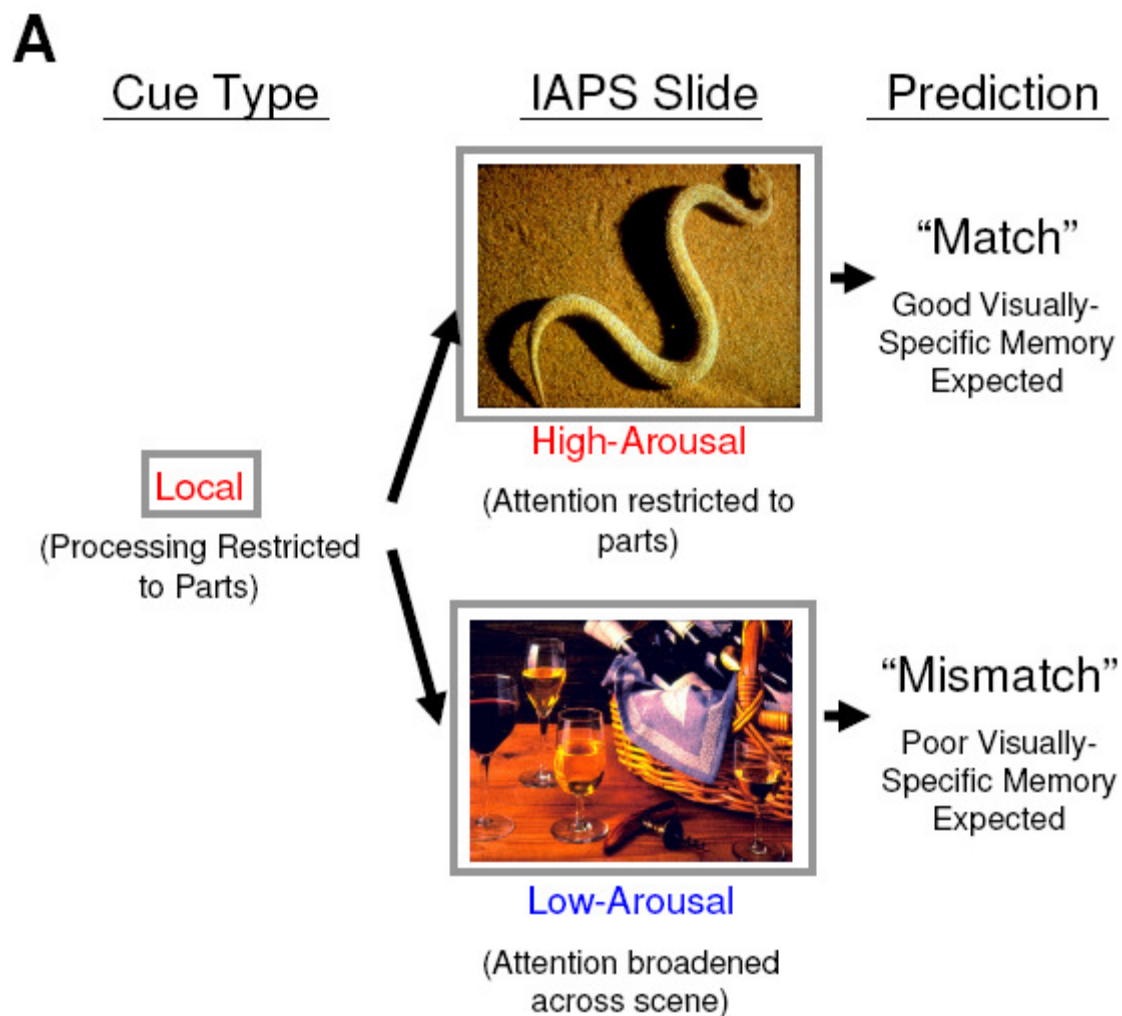 A
Cue Type
IAPS Slide
Prediction
“Match”
Good Visually-
Specific Memory
Expected
High-Arousal
(Attention restricted to
parts)
Local
(Processing Restricted
to Parts)
“Mismatch”
Poor Visually-
Specific Memory
Expected
Low-Arousal
(Attention broadened
across scene)